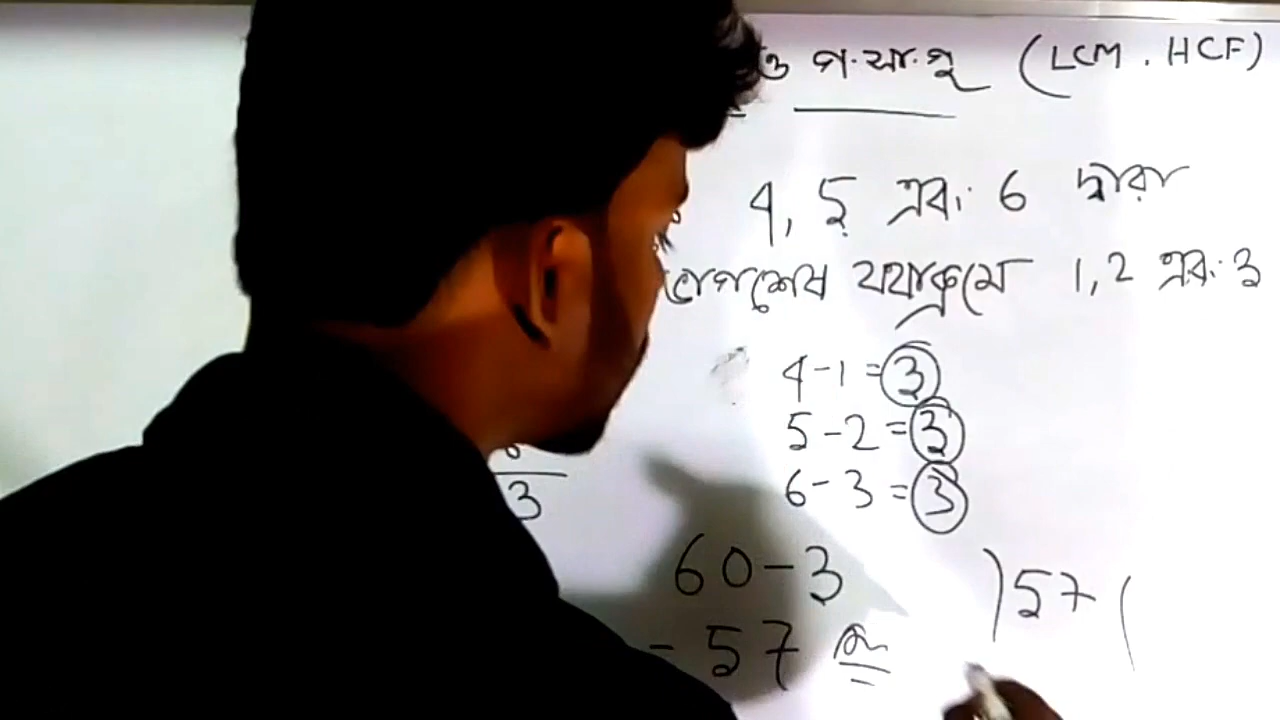 ও গ.সা.গু (LCM . HCF)
4, 5 এবং 6 দ্বারা
ভাগশেষ যথাক্রমে 1, 2 এবং 3
4-1 = 3
5-2 = 3
6-3 = 3
3
60-3
= 57
)57(